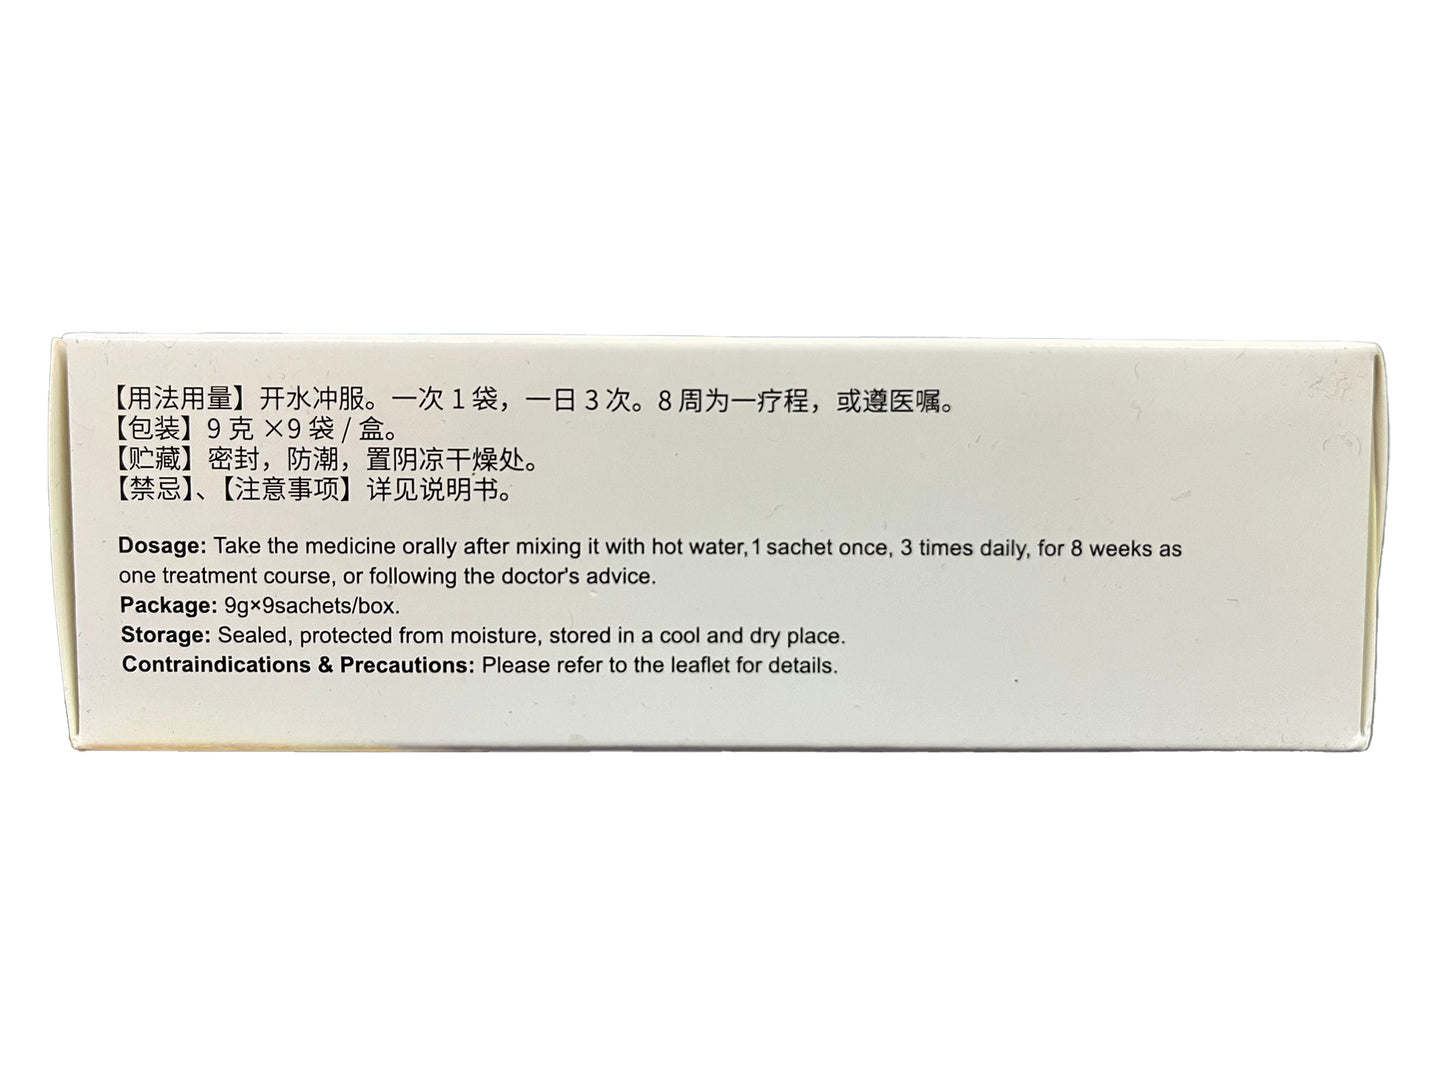 【用法用量】开水冲服。一次 1 袋，一日 3 次。8 周为一疗程，或遵医嘱。
【包装】9 克 ×9 袋 / 盒。
【贮藏】密封，防潮，置阴凉干燥处。
【禁忌】、【注意事项】详见说明书。
Dosage: Take the medicine orally after mixing it with hot water,1 sachet once, 3 times daily, for 8 weeks as
one treatment course, or following the doctor's advice.
Package: 9g×9sachets/box.
Storage: Sealed, protected from moisture, stored in a cool and dry place.
Contraindications & Precautions: Please refer to the leaflet for details.